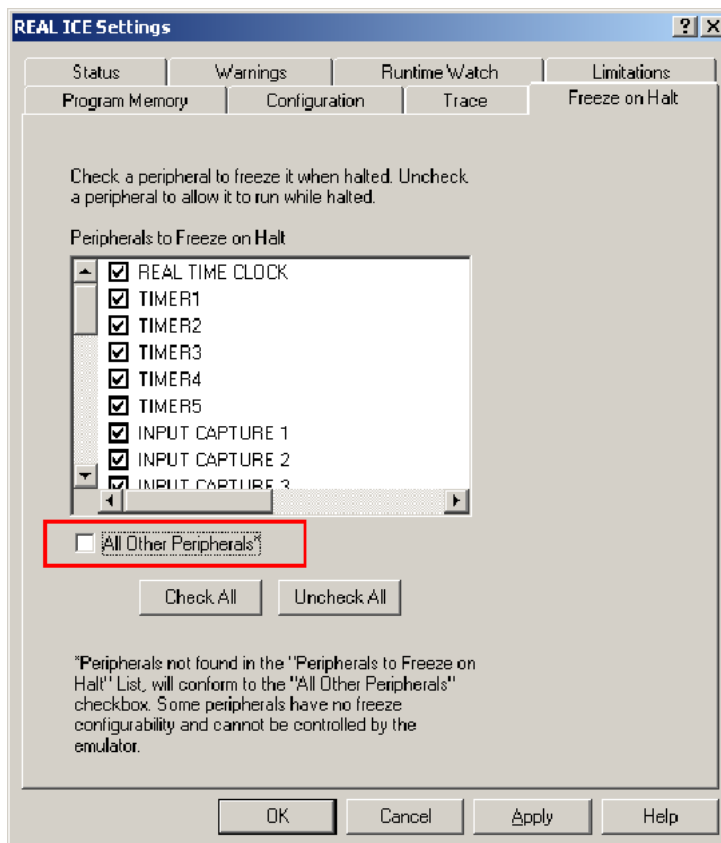 REAL ICE Settings
Status Warnings Runtime Watch Limitations
Program Memory Configuration Trace Freeze on Halt
Check a peripheral to freeze it when halted. Uncheck
a peripheral to allow it to run while halted.
Peripherals to Freeze on Halt
REAL TIME CLOCK
TIMER1
TIMER2
TIMER3
TIMER4
TIMER5
INPUT CAPTURE 1
INPUT CAPTURE 2
INPUT CAPTURE 3
All Other Peripherals*
Check All Uncheck All
*Peripherals not found in the "Peripherals to Freeze on
Halt" List, will conform to the "All Other Peripherals"
checkbox. Some peripherals have no freeze
configurability and cannot be controlled by the
emulator.
OK Cancel Apply Help